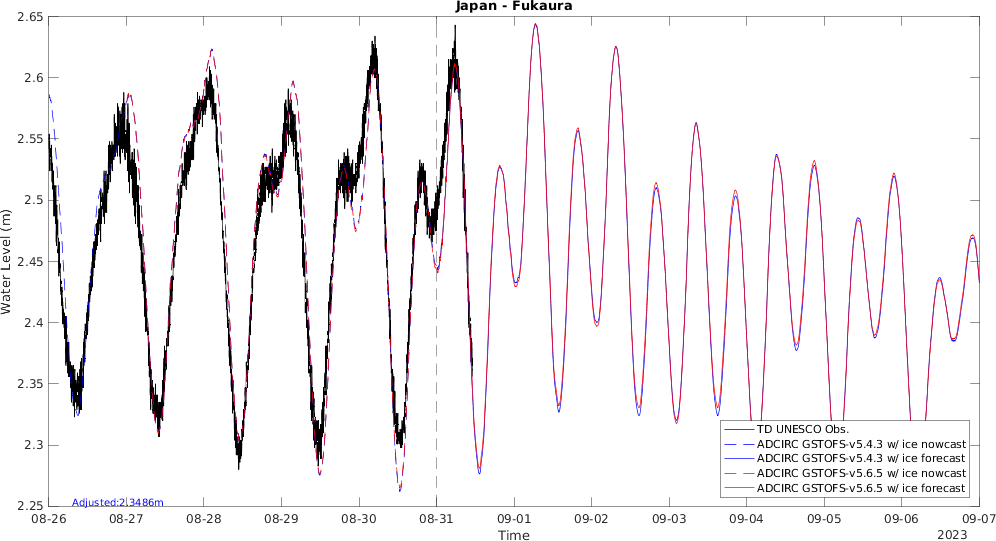 Japan - Fukaura
Water Level (m)
2.65
2.6
2.55
2.5
2.45
2.4
2.35
2.3
2.25
Adjusted:2.3486m
TD UNESCO Obs.
ADCIRC GSTOFS-v5.4.3 w/ ice nowcast
ADCIRC GSTOFS-v5.4.3 w/ ice forecast
ADCIRC GSTOFS-v5.6.5 w/ ice nowcast
ADCIRC GSTOFS-v5.6.5 w/ ice forecast
08-26 08-27 08-28 08-29 08-30 08-31 09-01 09-02 09-03 09-04 09-05 09-06 09-07
Time
2023